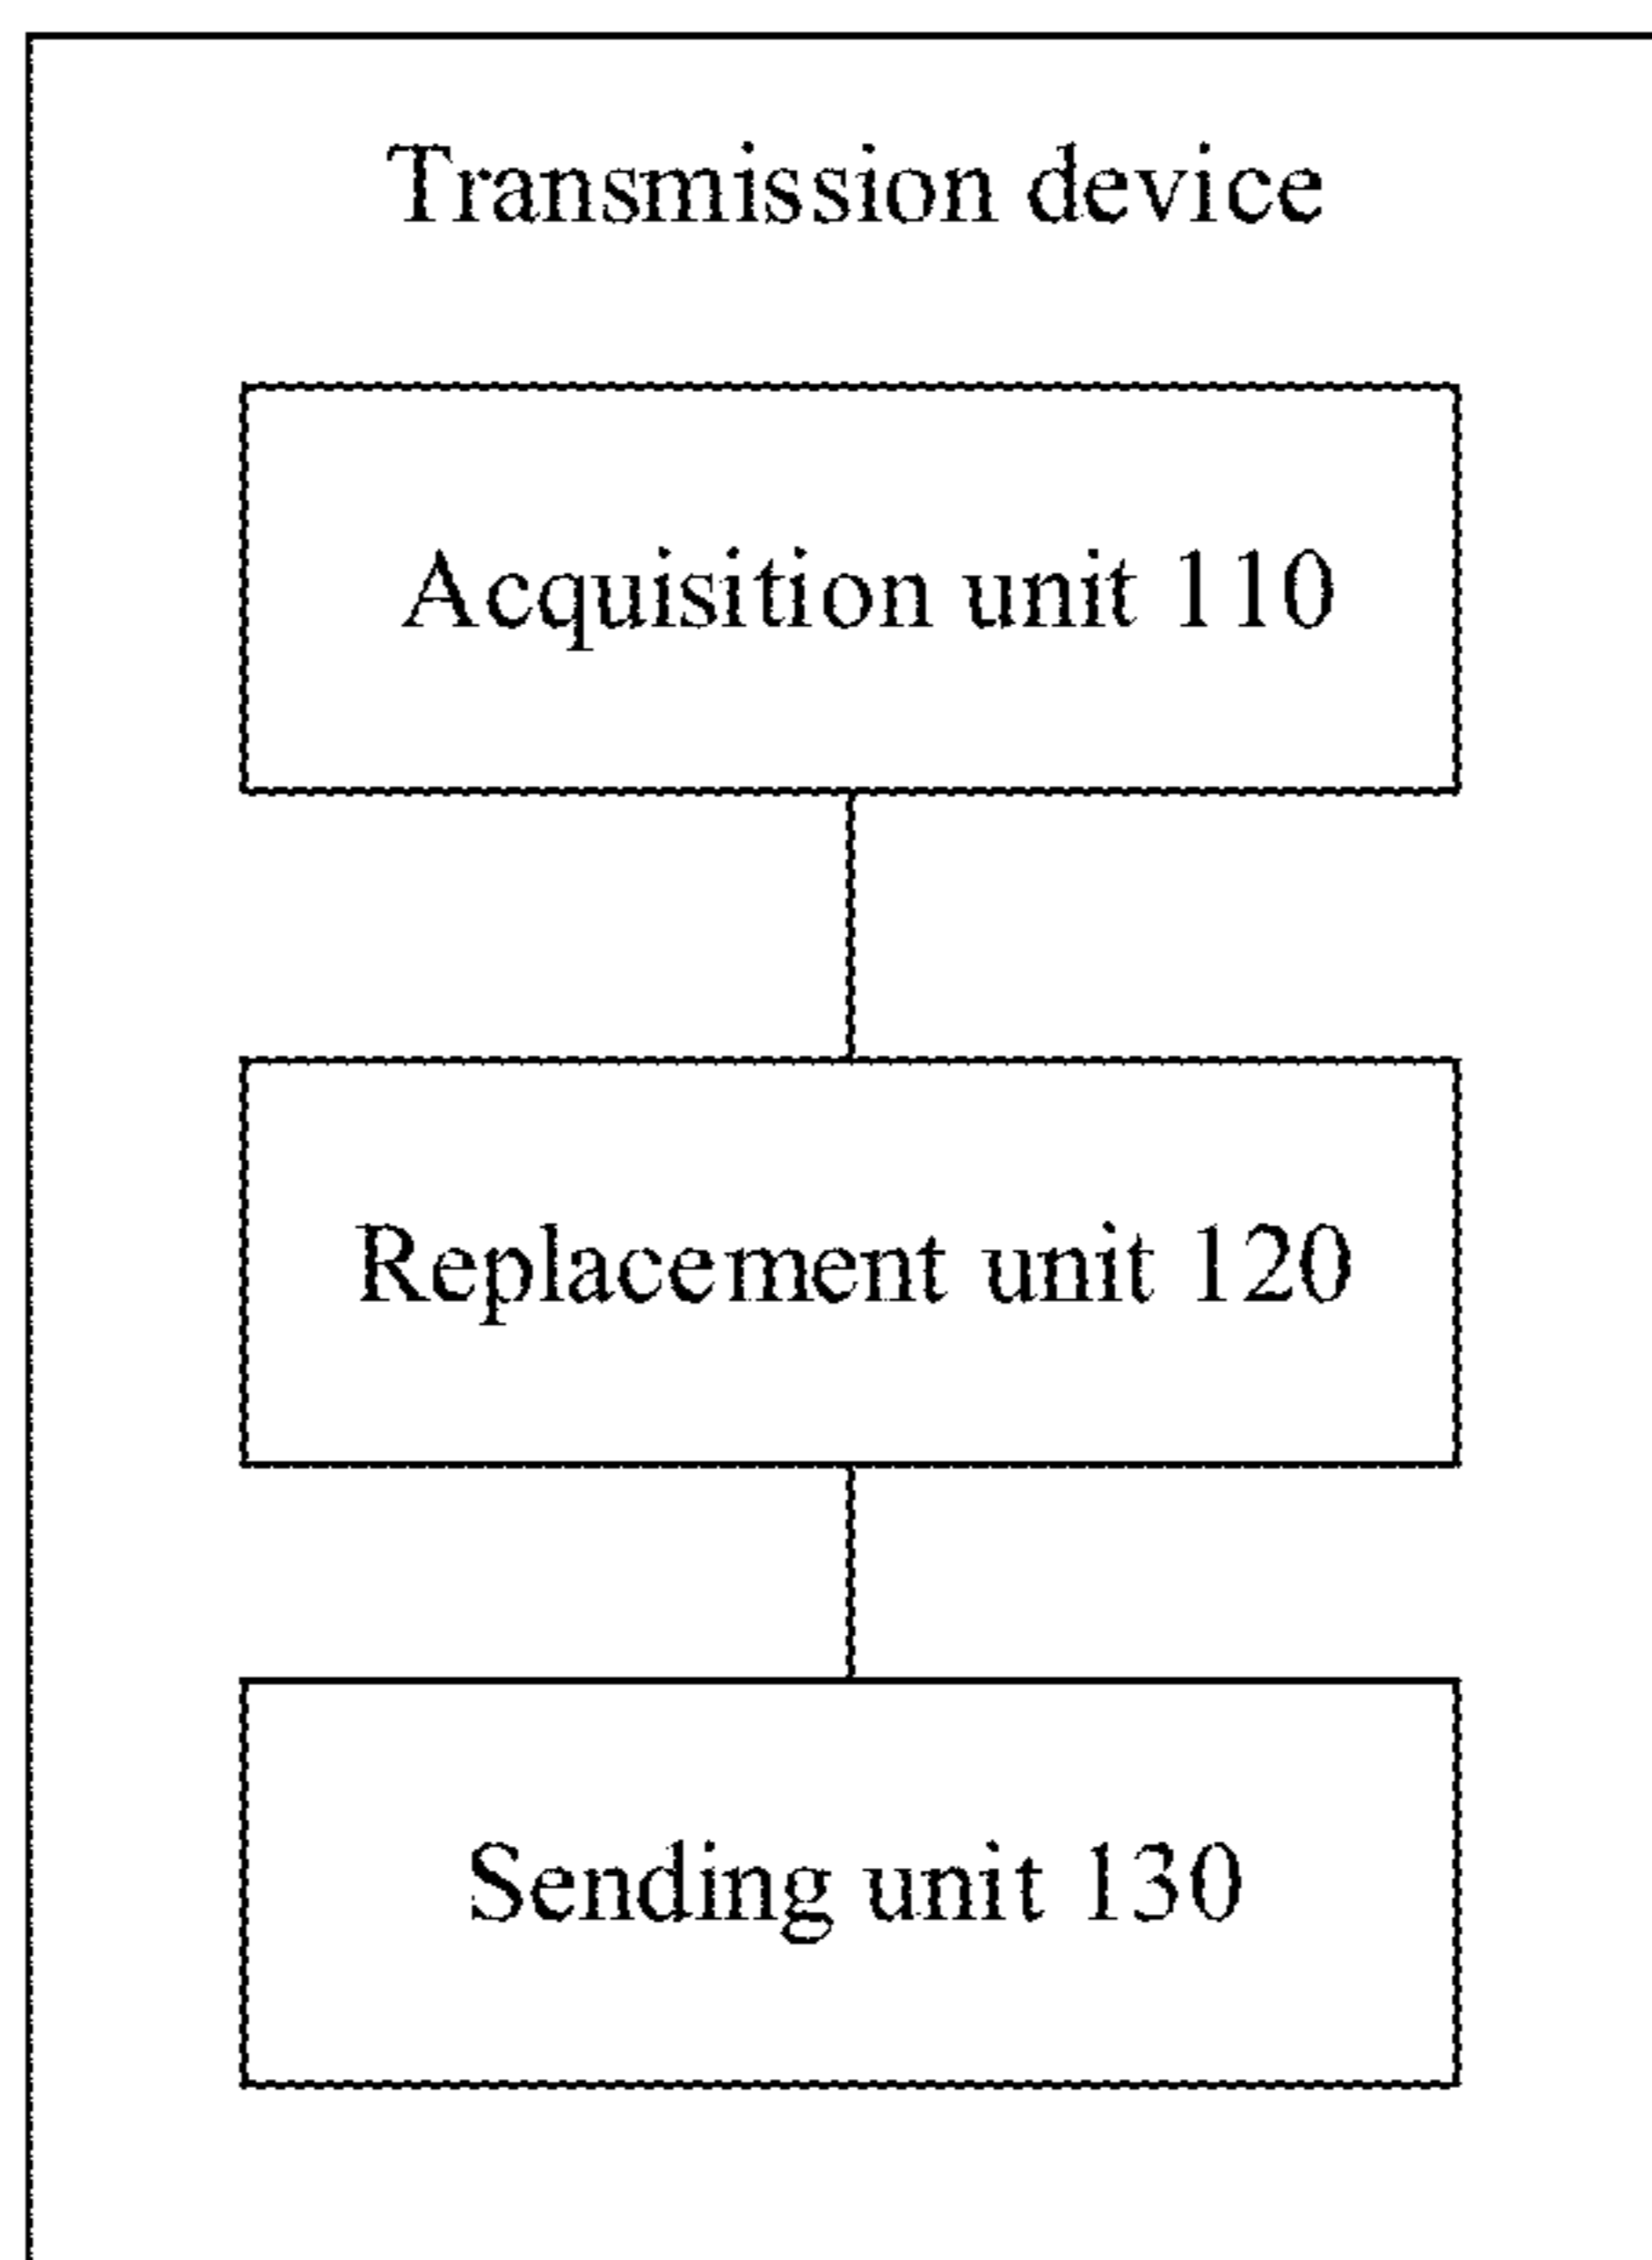 Transmission device
Acquisition unit 110
Replacement unit 120
Sending unit 130